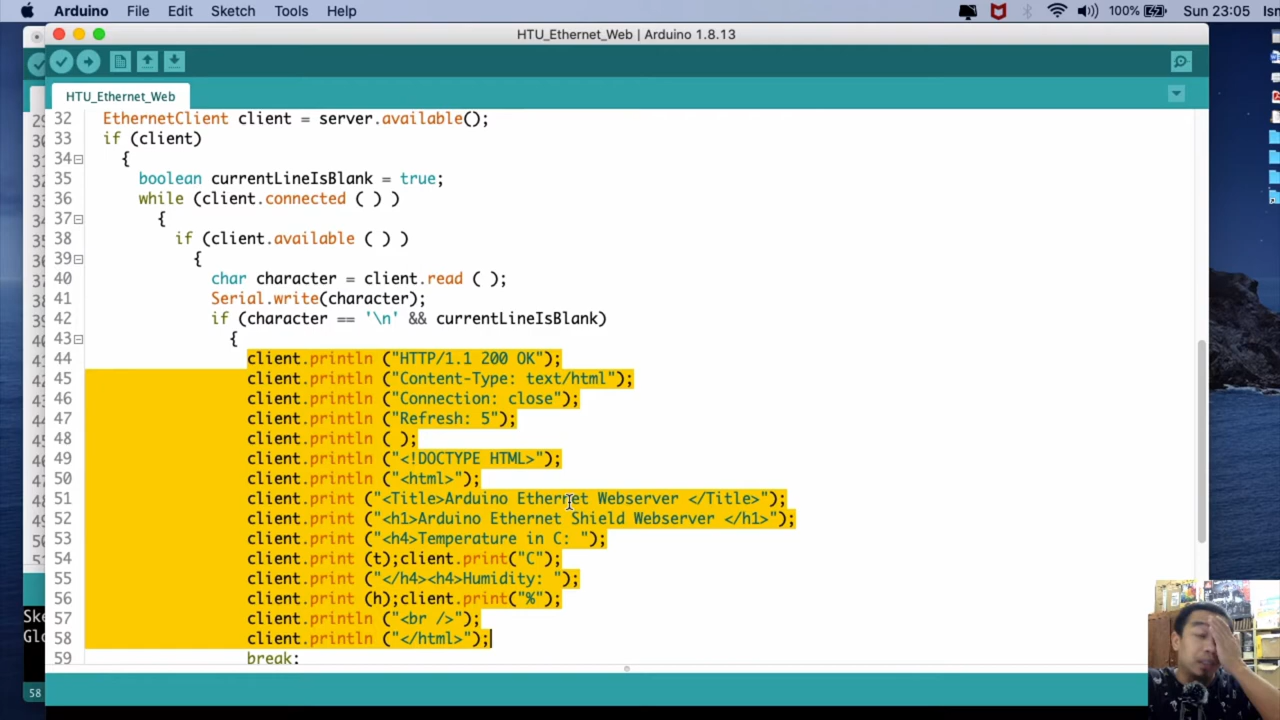 Arduino File Edit Sketch Tools Help 100% Sun 23:05
HTU_Ethernet_Web | Arduino 1.8.13
HTU_Ethernet_Web
32 EthernetClient client = server.available();
33 if (client)
34 {
35 boolean currentLineIsBlank = true;
36 while (client.connected ( ) )
37 {
38 if (client.available ( ) )
39 {
40 char character = client.read ( );
41 Serial.write(character);
42 if (character == '\n' && currentLineIsBlank)
43 {
44 client.println ("HTTP/1.1 200 OK");
45 client.println ("Content-Type: text/html");
46 client.println ("Connection: close");
47 client.println ("Refresh: 5");
48 client.println ( );
49 client.println ("<!DOCTYPE HTML>");
50 client.println ("<html>");
51 client.print ("<Title>Arduino Ethernet Webserver </Title>");
52 client.print ("<h1>Arduino Ethernet Shield Webserver </h1>");
53 client.print ("<h4>Temperature in C: ");
54 client.print (t);client.print("C");
55 client.print ("</h4><h4>Humidity: ");
56 client.print (h);client.print("%");
57 client.println ("<br />");
58 client.println ("</html>");
59 break;
58